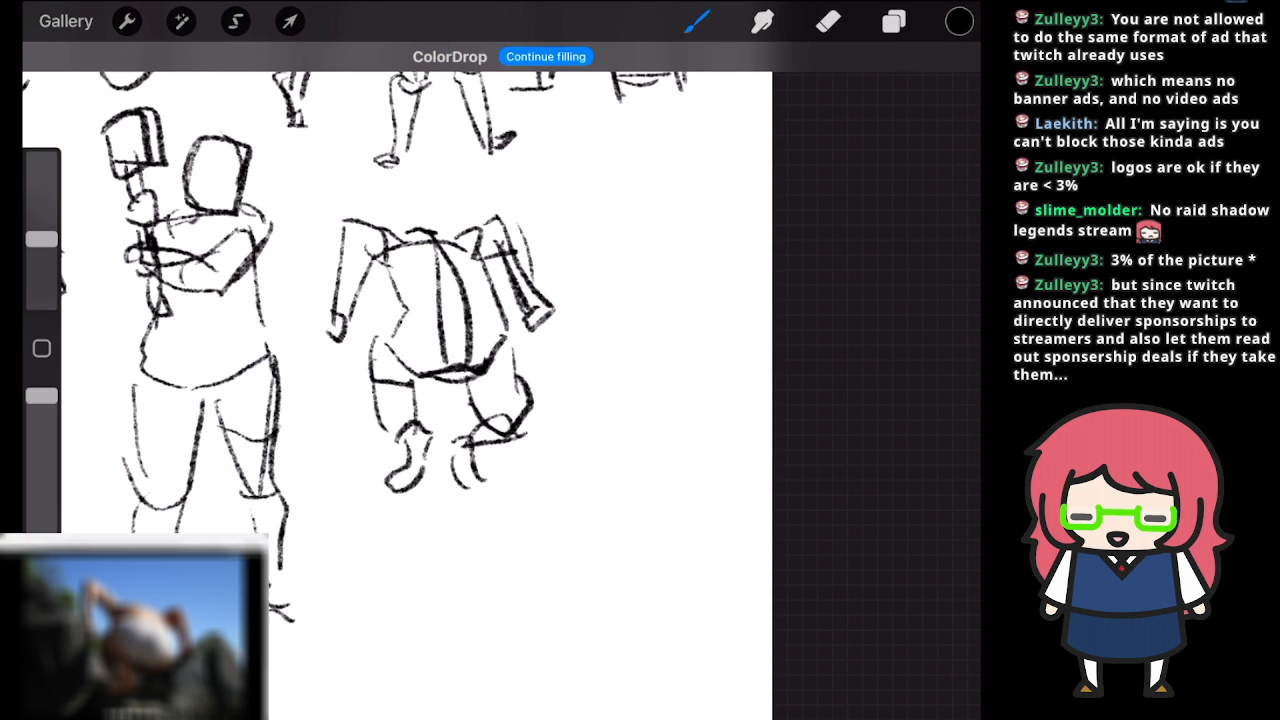 Gallery
ColorDrop Continue filling
Zulleyy3: You are not allowed
to do the same format of ad that
twitch already uses
Zulleyy3: which means no
banner ads, and no video ads
Laekith: All I'm saying is you
can't block those kinda ads
Zulleyy3: logos are ok if they
are < 3%
slime_molder: No raid shadow
legends stream
Zulleyy3: 3% of the picture *
Zulleyy3: but since twitch
announced that they want to
directly deliver sponsorships to
streamers and also let them read
out sponsership deals if they take
them...